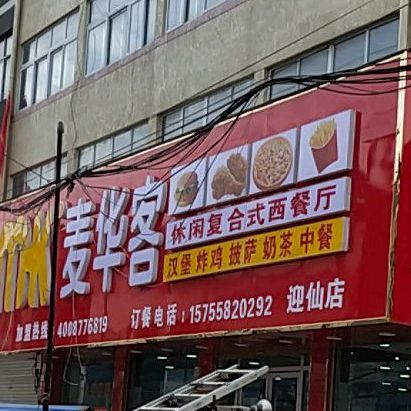 麦华客
休闲复合式西餐厅
汉堡 炸鸡 披萨 奶茶 中餐
加盟热线：4008776819
订餐电话：15755820292 迎仙店